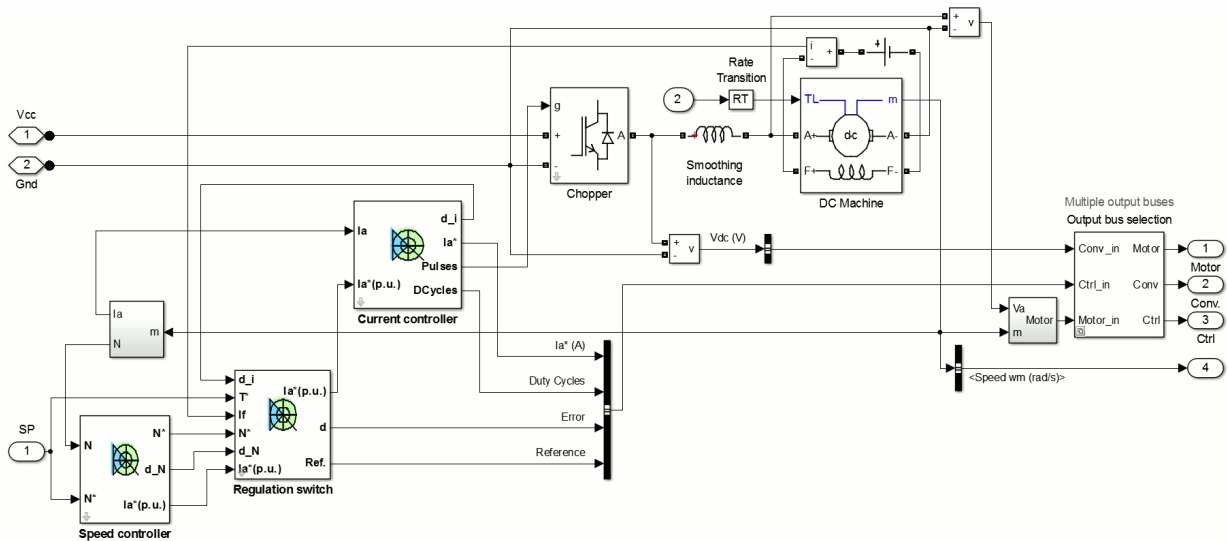 +
-
v
i
+
-
+
Rate
Transition
2
RT
TL
m
A+
dc
A-
F+
F-
DC Machine
Vcc
1
2
Gnd
g
+
-
A
Chopper
Smoothing
inductance
Ia
Ia*(p.u.)
d_i
Ia*
Pulses
DCycles
Current controller
+
-
v
Vdc (V)
Multiple output buses
Output bus selection
Conv_in
Ctrl_in
Motor_in
Motor
Conv
Ctrl
1
Motor
2
Conv.
3
Ctrl
4
Va
m
Motor
<Speed wm (rad/s)>
Ia
N
m
Ia* (A)
Duty Cycles
Error
Reference
d_i
T*
If
N*
d_N
Ia*(p.u.)
Ia*(p.u.)
d
Ref.
Regulation switch
SP
1
N
N*
N*
d_N
Ia*(p.u.)
Speed controller